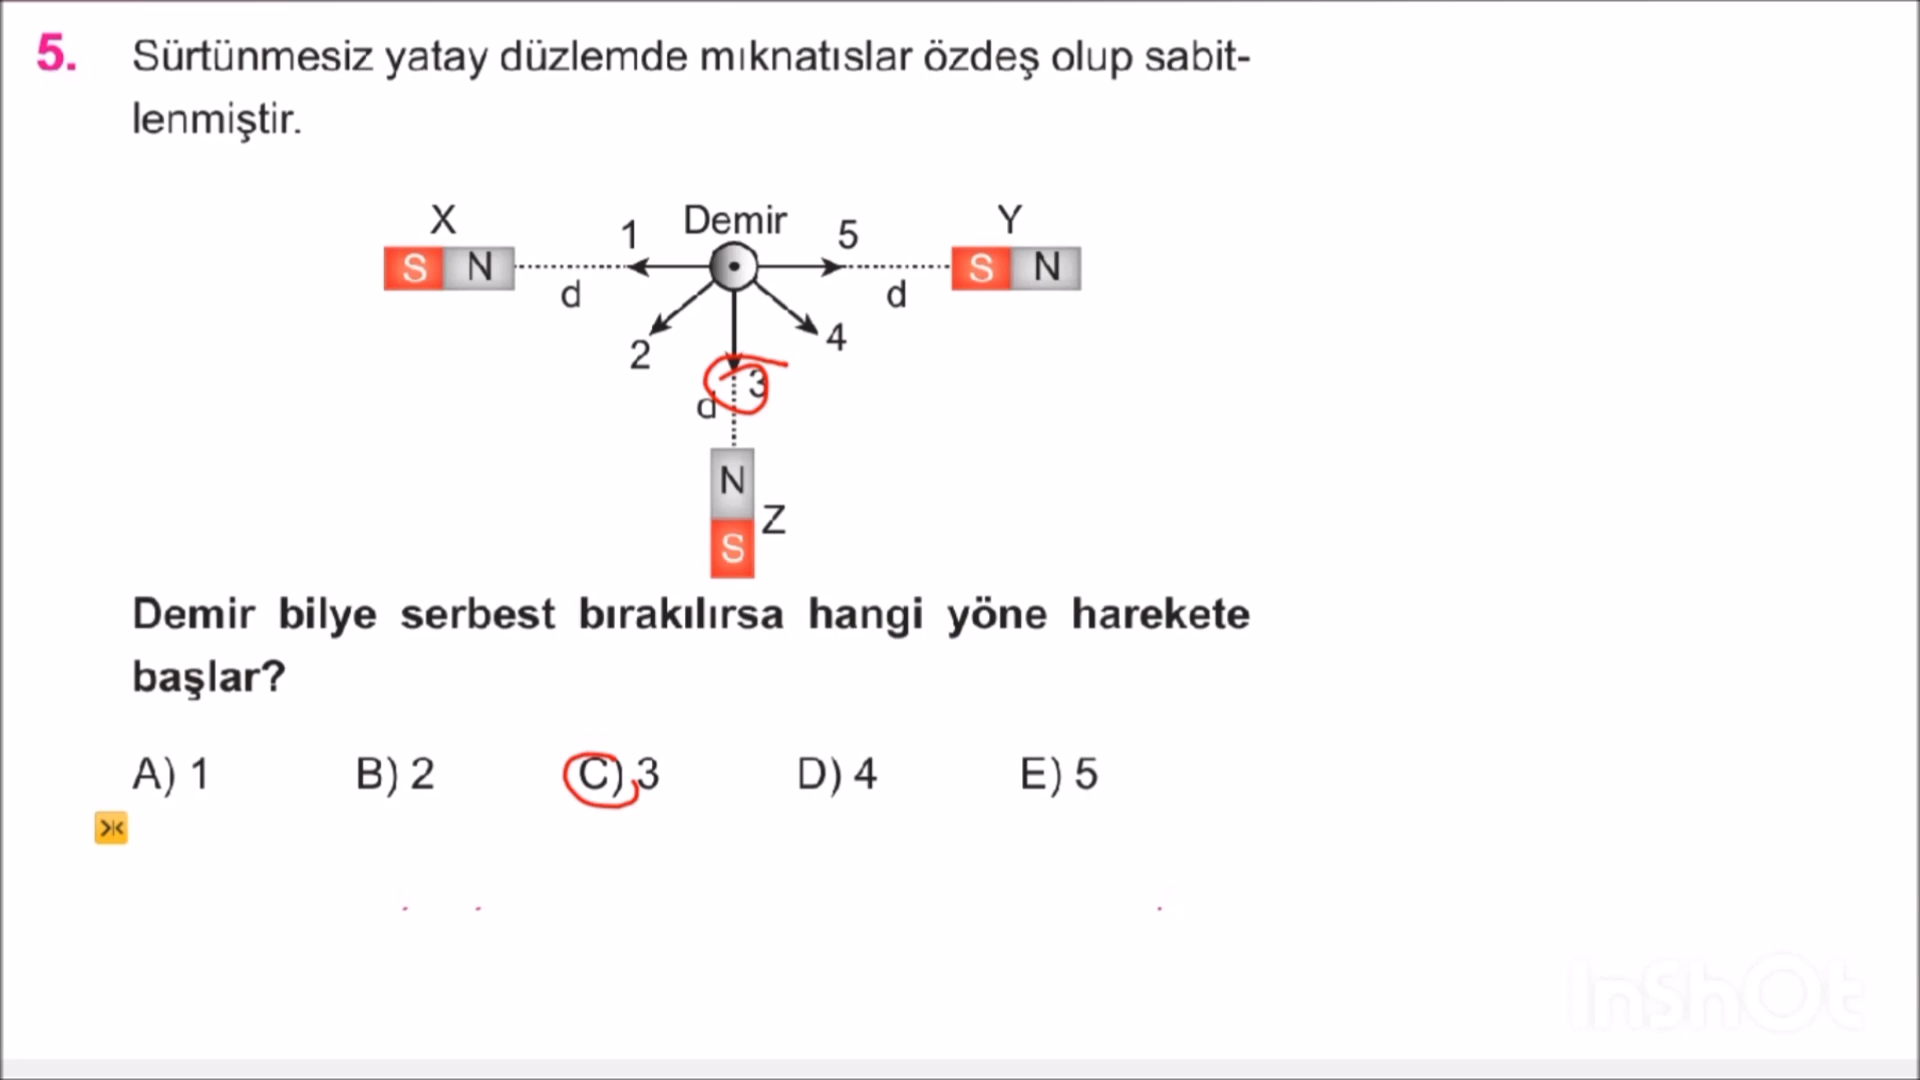 5. Sürtünmesiz yatay düzlemde mıknatıslar özdeş olup sabit-
lenmiştir.
X
Demir
Y
1
5
S N
S N
d
d
2
4
3
d
N
Z
S
Demir bilye serbest bırakılırsa hangi yöne harekete
başlar?
A) 1 B) 2 C) 3 D) 4 E) 5
InShOt